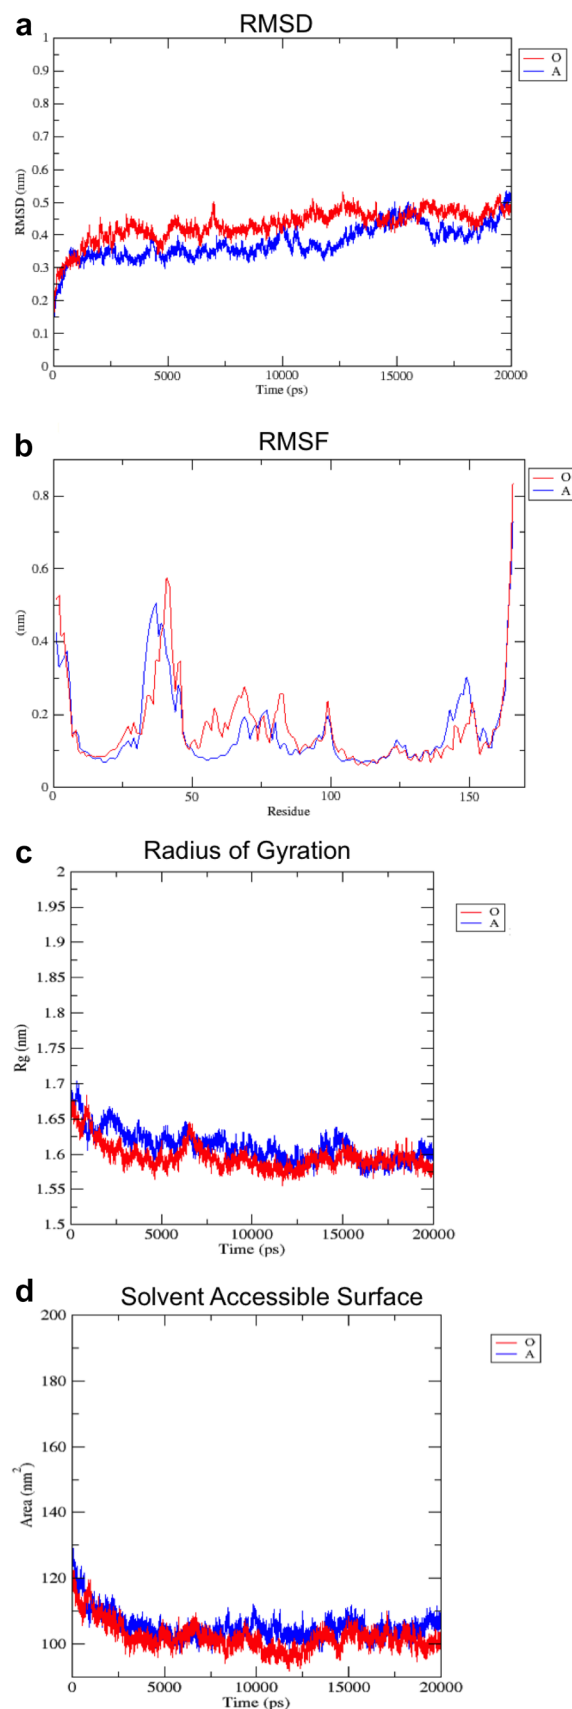 a RMSD
1
0.9
0.8
0.7
0.6
0.5
0.4
0.3
0.2
0.1
0
RMSD (nm)
0 5000 10000 15000 20000
Time (ps)
O
A
b RMSF
0.8
0.6
0.4
0.2
0
(nm)
0 50 100 150
Residue
O
A
c Radius of Gyration
2
1.95
1.9
1.85
1.8
1.75
1.7
1.65
1.6
1.55
1.5
Rg (nm)
0 5000 10000 15000 20000
Time (ps)
O
A
d Solvent Accessible Surface
200
180
160
140
130
110
100
Area (nm²)
0 5000 10000 15000 20000
Time (ps)
O
A